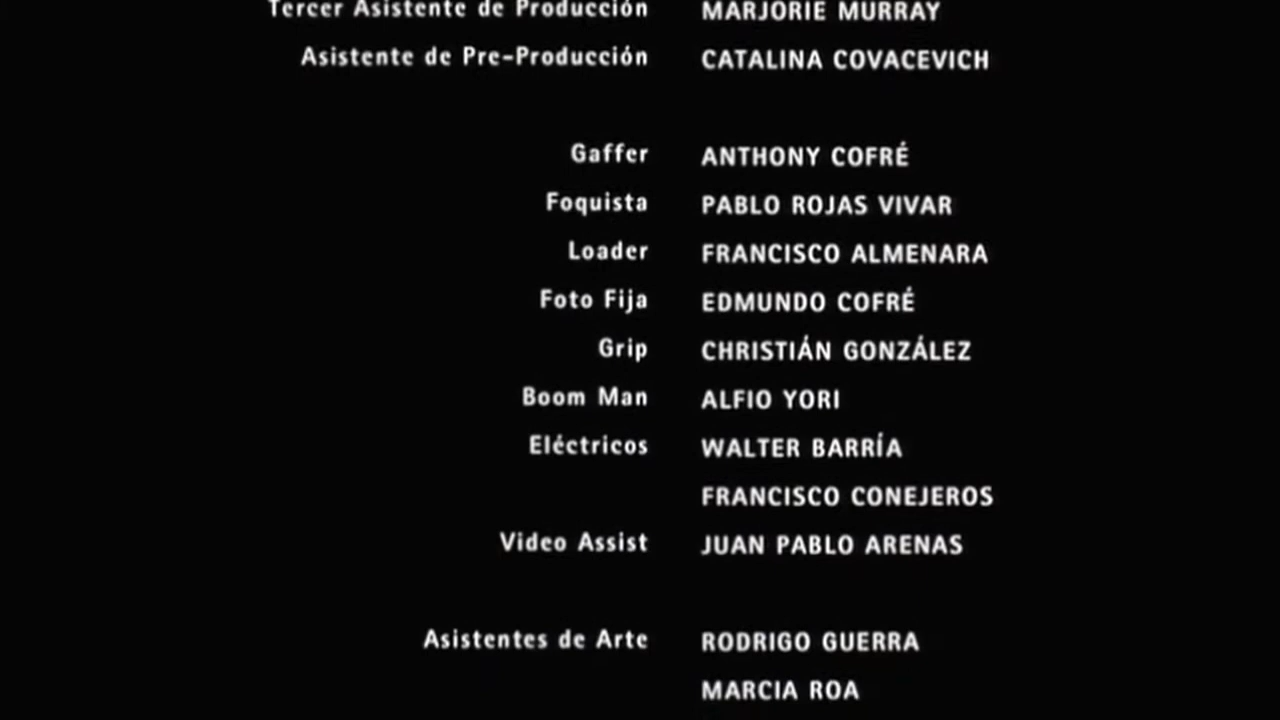 Tercer Asistente de Producción MARJORIE MURRAY
Asistente de Pre-Producción CATALINA COVACEVICH
Gaffer ANTHONY COFRÉ
Foquista PABLO ROJAS VIVAR
Loader FRANCISCO ALMENARA
Foto Fija EDMUNDO COFRÉ
Grip CHRISTIÁN GONZÁLEZ
Boom Man ALFIO YORI
Eléctricos WALTER BARRÍA
FRANCISCO CONEJEROS
Video Assist JUAN PABLO ARENAS
Asistentes de Arte RODRIGO GUERRA
MARCIA ROA